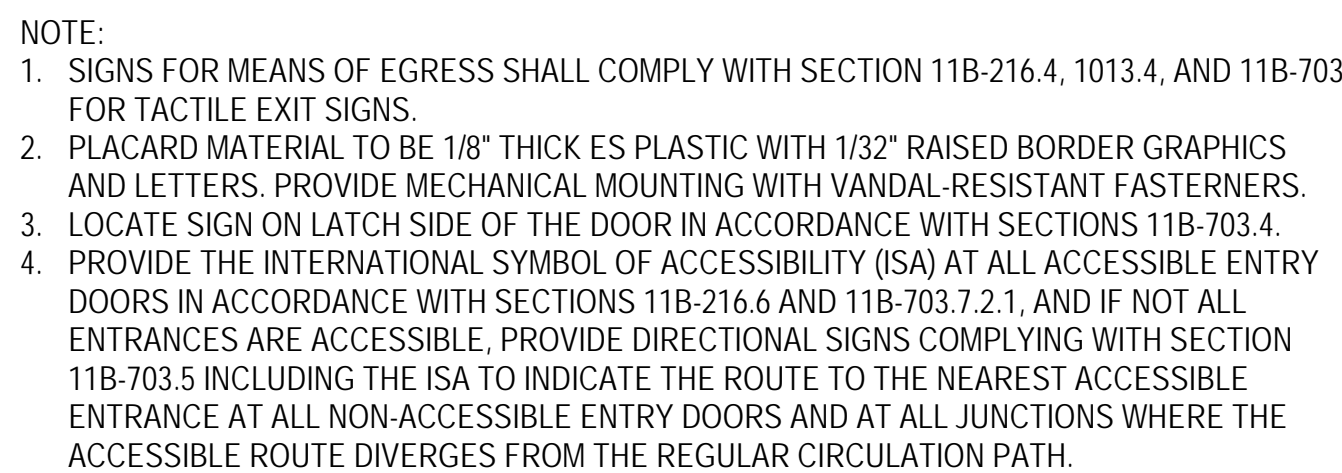 NOTE:
1. SIGNS FOR MEANS OF EGRESS SHALL COMPLY WITH SECTION 11B-216.4, 1013.4, AND 11B-703
FOR TACTILE EXIT SIGNS.
2. PLACARD MATERIAL TO BE 1/8" THICK ES PLASTIC WITH 1/32" RAISED BORDER GRAPHICS
AND LETTERS. PROVIDE MECHANICAL MOUNTING WITH VANDAL-RESISTANT FASTERNERS.
3. LOCATE SIGN ON LATCH SIDE OF THE DOOR IN ACCORDANCE WITH SECTIONS 11B-703.4.
4. PROVIDE THE INTERNATIONAL SYMBOL OF ACCESSIBILITY (ISA) AT ALL ACCESSIBLE ENTRY
DOORS IN ACCORDANCE WITH SECTIONS 11B-216.6 AND 11B-703.7.2.1, AND IF NOT ALL
ENTRANCES ARE ACCESSIBLE, PROVIDE DIRECTIONAL SIGNS COMPLYING WITH SECTION
11B-703.5 INCLUDING THE ISA TO INDICATE THE ROUTE TO THE NEAREST ACCESSIBLE
ENTRANCE AT ALL NON-ACCESSIBLE ENTRY DOORS AND AT ALL JUNCTIONS WHERE THE
ACCESSIBLE ROUTE DIVERGES FROM THE REGULAR CIRCULATION PATH.